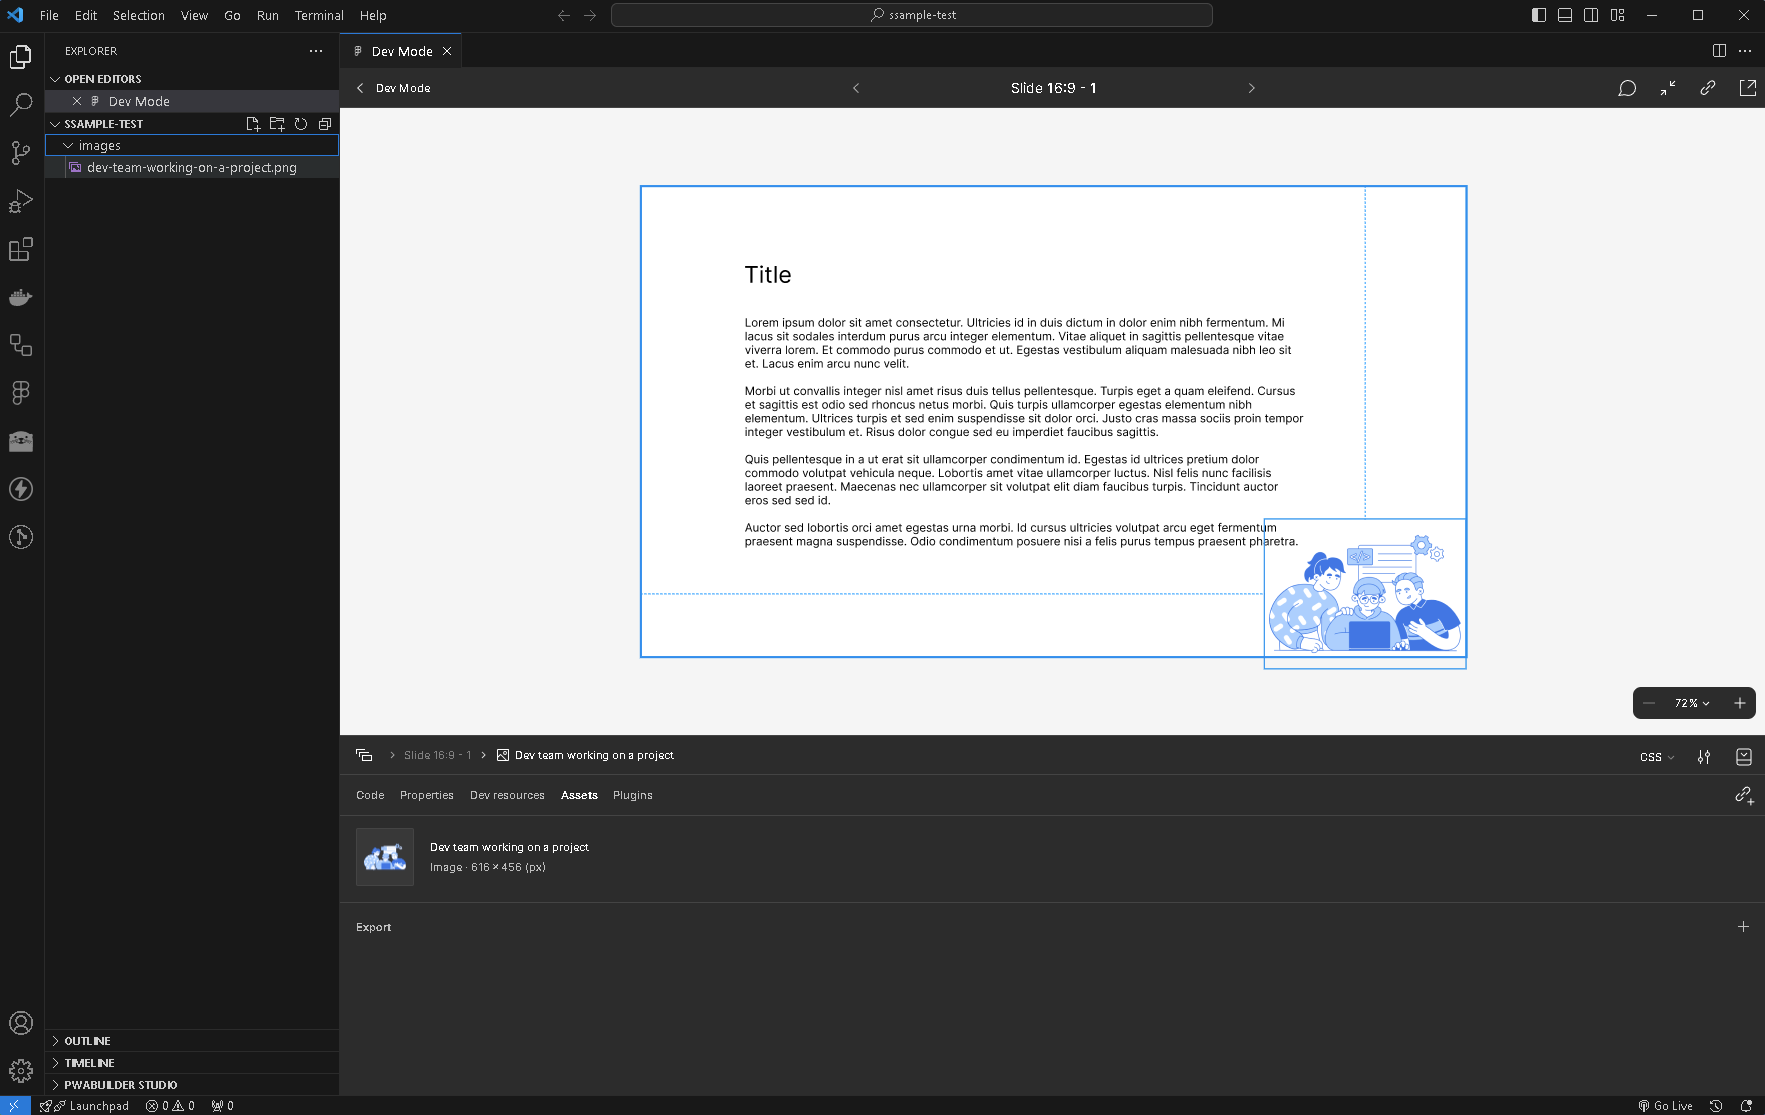 File Edit Selection View Go Run Terminal Help
ssample-test
EXPLORER
OPEN EDITORS
Dev Mode
SSAMPLE-TEST
images
dev-team-working-on-a-project.png
OUTLINE
TIMELINE
PWABUILDER STUDIO
Dev Mode
Dev Mode
Slide 16:9 - 1
Title
Lorem ipsum dolor sit amet consectetur. Ultricies id in duis dictum in dolor enim nibh fermentum. Mi
lacus sit sodales interdum purus arcu integer elementum. Vitae aliquet in sagittis pellentesque vitae
viverra lorem. Et commodo purus commodo et ut. Egestas vestibulum aliquam malesuada nibh leo sit
et. Lacus enim arcu nunc velit.
Morbi ut convallis integer nisl amet risus duis tellus pellentesque. Turpis eget a quam eleifend. Cursus
et sagittis est odio sed rhoncus netus morbi. Quis turpis ullamcorper egestas elementum nibh
elementum. Ultrices turpis et sed enim suspendisse sit dolor orci. Justo cras massa sociis proin tempor
integer vestibulum et. Risus dolor congue sed eu imperdiet faucibus sagittis.
Quis pellentesque in a ut erat sit ullamcorper condimentum id. Egestas id ultrices pretium dolor
commodo volutpat vehicula neque. Lobortis amet vitae ullamcorper luctus. Nisl felis nunc facilisis
laoreet praesent. Maecenas nec ullamcorper sit volutpat elit diam faucibus turpis. Tincidunt auctor
eros sed sed id.
Auctor sed lobortis orci amet egestas urna morbi. Id cursus ultricies volutpat arcu eget fermentum
praesent magna suspendisse. Odio condimentum posuere nisi a felis purus tempus praesent pharetra.
</>
72%
Slide 16:9 - 1 Dev team working on a project
CSS
Code Properties Dev resources Assets Plugins
Dev team working on a project
Image · 616 × 456 (px)
Export
Launchpad 0 0 0
Go Live